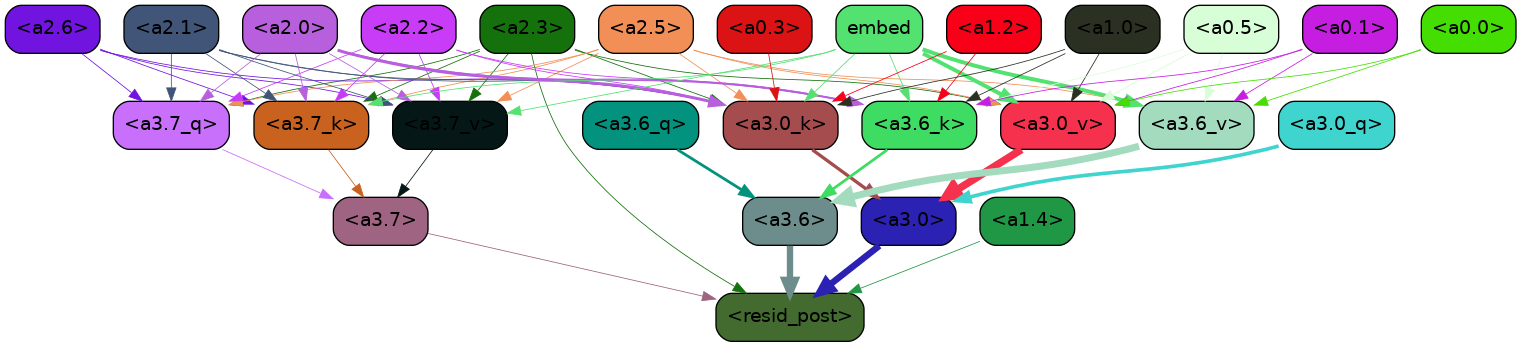 <a2.6> <a2.1> <a2.0> <a2.2> <a2.3> <a2.5> <a0.3> embed <a1.2> <a1.0> <a0.5> <a0.1> <a0.0>
<a3.7_q> <a3.7_k> <a3.7_v> <a3.6_q> <a3.0_k> <a3.6_k> <a3.0_v> <a3.6_v> <a3.0_q>
<a3.7> <a3.6> <a3.0> <a1.4>
<resid_post>